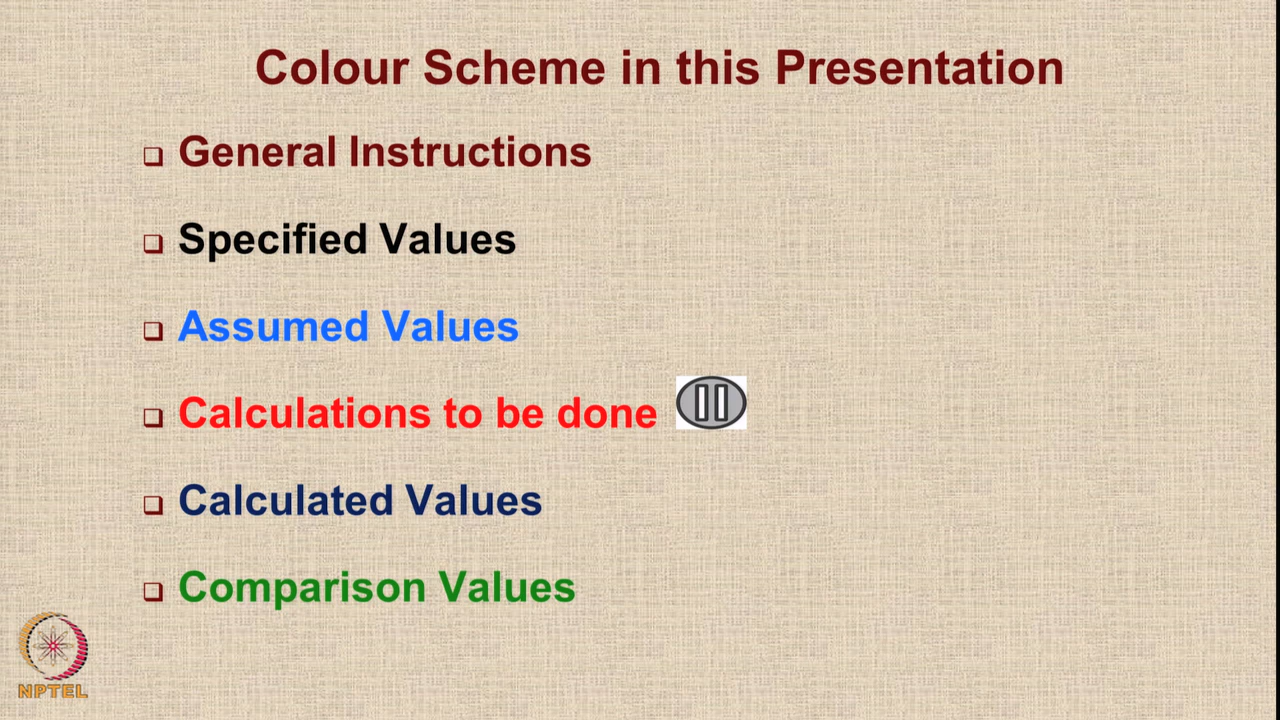 Colour Scheme in this Presentation
General Instructions
Specified Values
Assumed Values
Calculations to be done
Calculated Values
Comparison Values
NPTEL